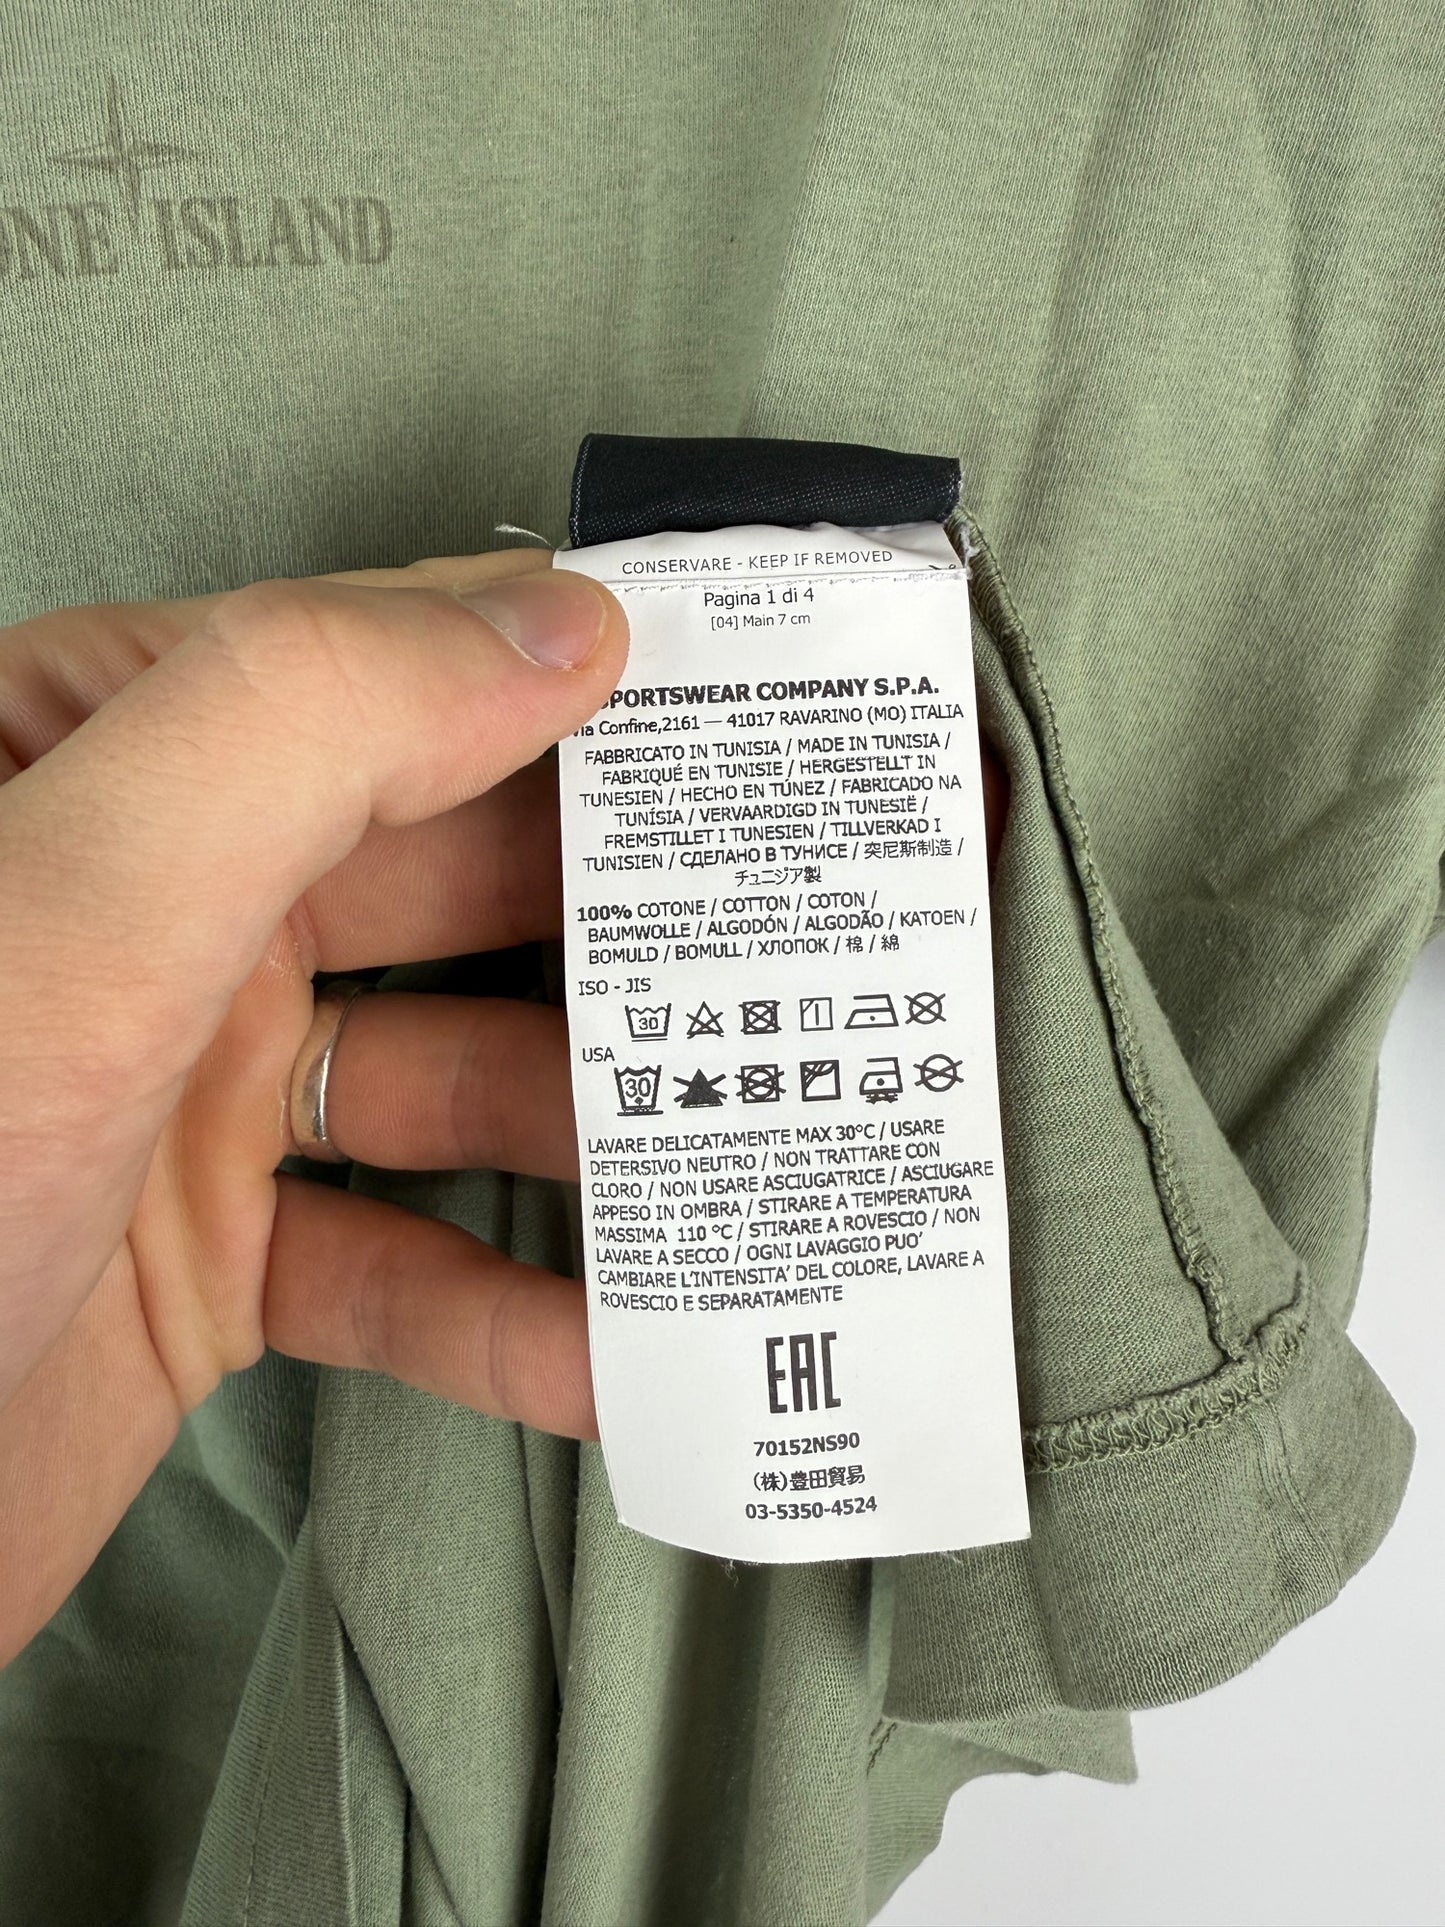 ONE ISLAND
CONSERVARE - KEEP IF REMOVED
Pagina 1 di 4
[04] Main 7 cm
SPORTSWEAR COMPANY S.P.A.
Via Confine,2161 — 41017 RAVARINO (MO) ITALIA
FABBRICATO IN TUNISIA / MADE IN TUNISIA /
FABRIQUÉ EN TUNISIE / HERGESTELLT IN
TUNESIEN / HECHO EN TÚNEZ / FABRICADO NA
TUNÍSIA / VERVAARDIGD IN TUNESIË /
FREMSTILLET I TUNESIEN / TILLVERKAD I
TUNISIEN / СДЕЛАНО В ТУНИСЕ / 突尼斯制造 /
チュニジア製
100% COTONE / COTTON / COTON /
BAUMWOLLE / ALGODÓN / ALGODÃO / KATOEN /
BOMULD / BOMULL / ХЛОПОК / 棉 / 綿
ISO - JIS
30
USA
30
LAVARE DELICATAMENTE MAX 30°C / USARE
DETERSIVO NEUTRO / NON TRATTARE CON
CLORO / NON USARE ASCIUGATRICE / ASCIUGARE
APPESO IN OMBRA / STIRARE A TEMPERATURA
MASSIMA 110 °C / STIRARE A ROVESCIO / NON
LAVARE A SECCO / OGNI LAVAGGIO PUO'
CAMBIARE L'INTENSITA' DEL COLORE, LAVARE A
ROVESCIO E SEPARATAMENTE
EAC
70152NS90
(株)豊田貿易
03-5350-4524